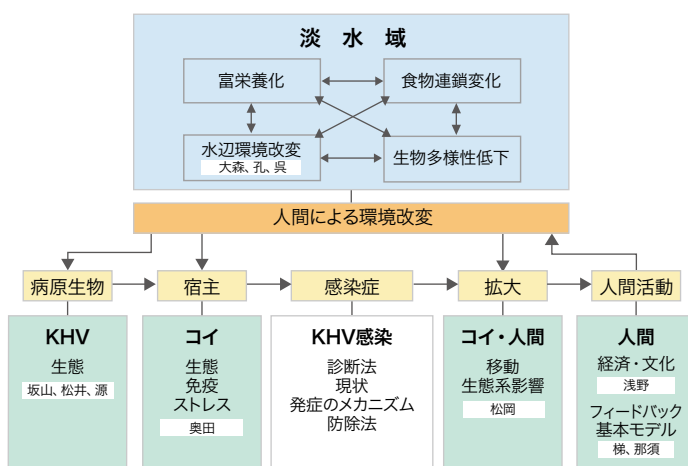 淡 水 域
富栄養化
食物連鎖変化
水辺環境改変
大森、孔、呉
生物多様性低下
人間による環境改変
病原生物
宿主
感染症
拡大
人間活動
KHV
生態
坂山、松井、源
コイ
生態
免疫
ストレス
奥田
KHV感染
診断法
現状
発症のメカニズム
防除法
コイ・人間
移動
生態系影響
松岡
人間
経済・文化
浅野
フィードバック
基本モデル
梯、那須